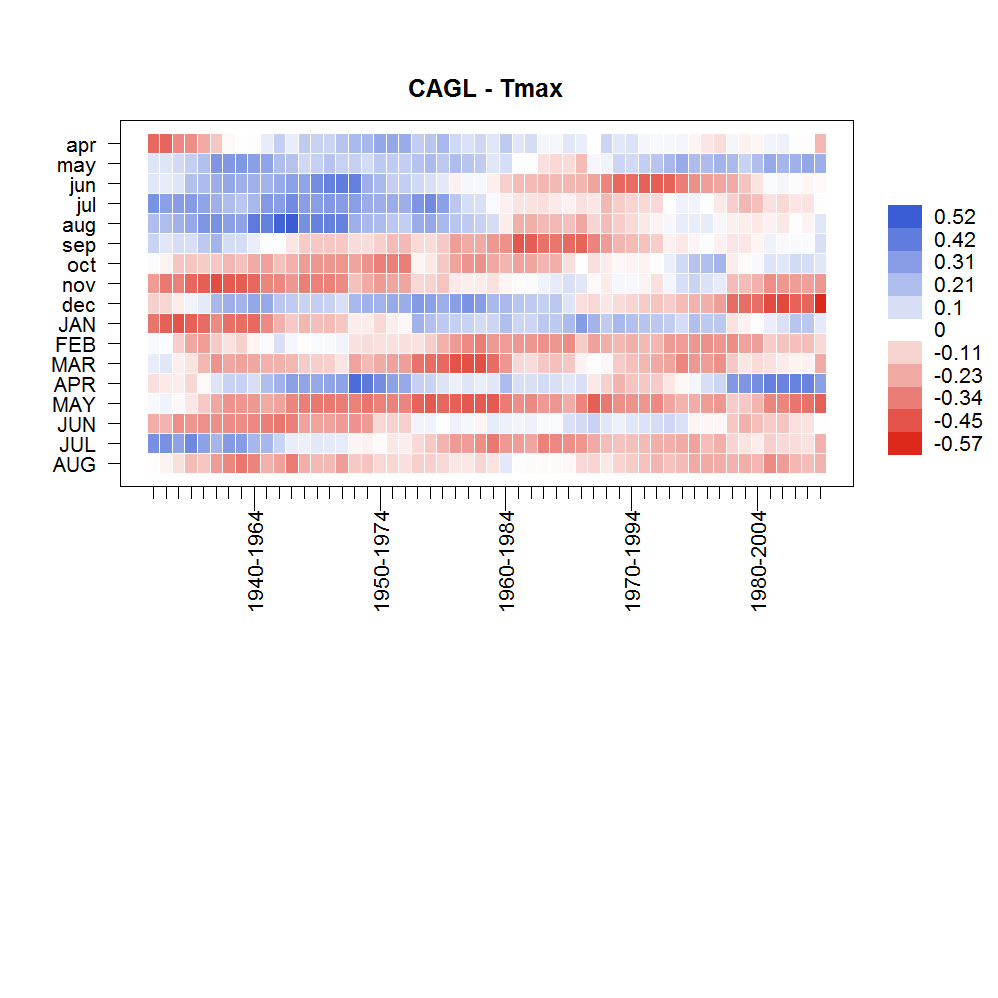 CAGL - Tmax
apr
may
jun
jul
aug
sep
oct
nov
dec
JAN
FEB
MAR
APR
MAY
JUN
JUL
AUG
1940-1964
1950-1974
1960-1984
1970-1994
1980-2004
0.52
0.42
0.31
0.21
0.1
0
-0.11
-0.23
-0.34
-0.45
-0.57